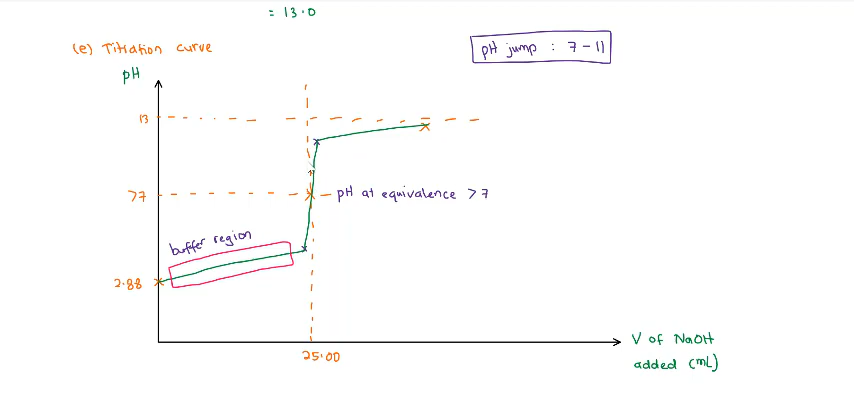 = 13.0
(e) Titration curve
pH jump : 7 - 11
pH
13
>7
pH at equivalence > 7
buffer region
2.88
25.00
V of NaOH
added (mL)